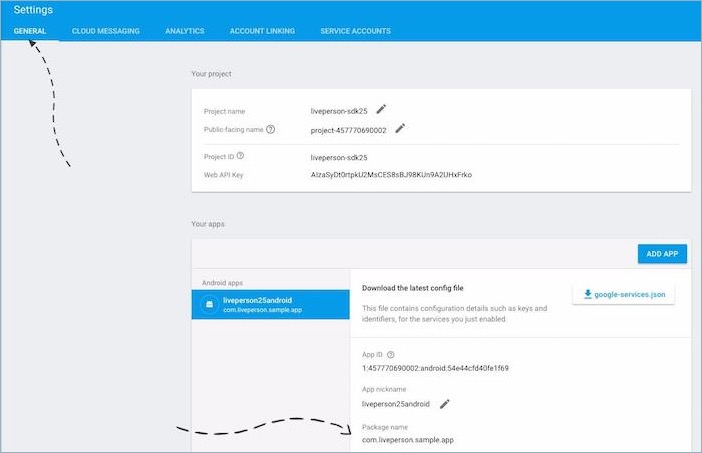 Settings
GENERAL CLOUD MESSAGING ANALYTICS ACCOUNT LINKING SERVICE ACCOUNTS
Your project
Project name liveperson-sdk25
Public-facing name project-457770690002
Project ID liveperson-sdk25
Web API Key AIzaSyDt0rtpkU2MsCES8sBJ98KUn9A2UHxFrko
Your apps
ADD APP
Android apps
liveperson25android
com.liveperson.sample.app
Download the latest config file
This file contains configuration details such as keys and
identifiers, for the services you just enabled
google-services.json
App ID
1:457770690002:android:54e44cfd40fe1f69
App nickname
liveperson25android
Package name
com.liveperson.sample.app